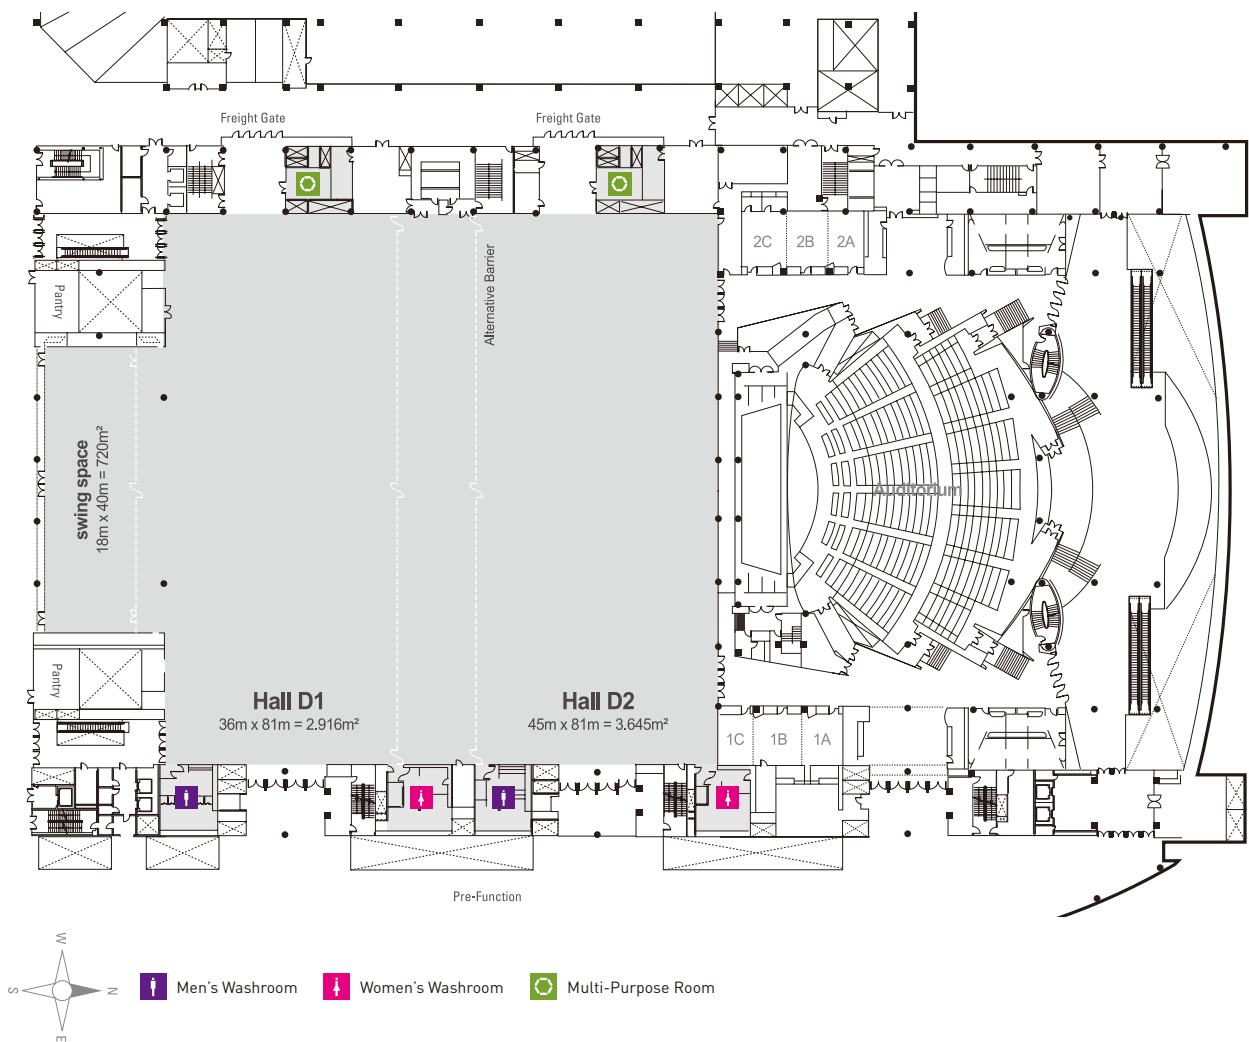 Freight Gate
Freight Gate
2C
2B
2A
Alternative Barrier
Pantry
swing space
18m x 40m = 720m²
Auditorium
Pantry
Hall D1
36m x 81m = 2.916m²
Hall D2
45m x 81m = 3.645m²
1C
1B
1A
Pre-Function
W
S
N
E
Men's Washroom
Women's Washroom
Multi-Purpose Room